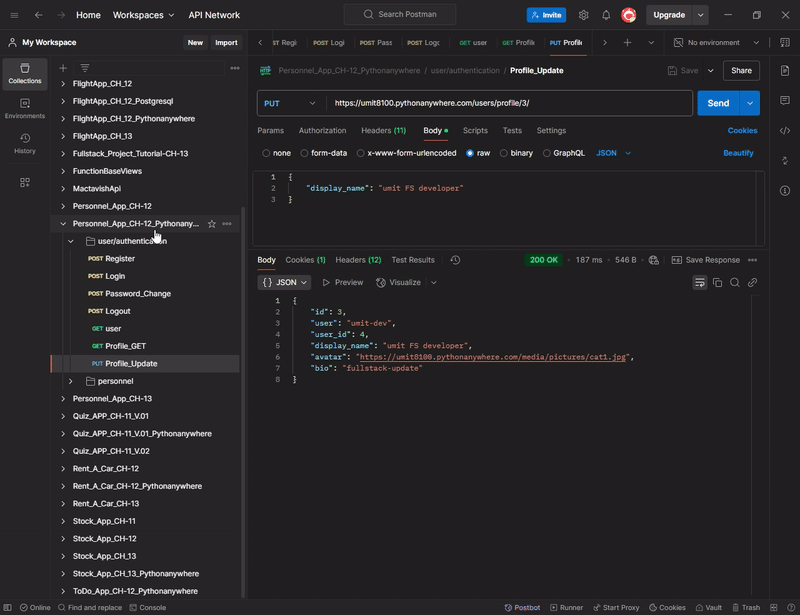 Home Workspaces API Network Search Postman Invite Upgrade
My Workspace New Import
t Regi POST Logi POST Pass POST Logo GET user GET Profile PUT Profile No environment
Collections
Environments
History
FlightApp_CH_12
FlightApp_CH_12_Postgresql
FlightApp_CH_12_Pythonanywhere
FlightApp_CH_13
Fullstack_Project_Tutorial-CH-13
FunctionBaseViews
MactavishApi
Personnel_App_CH-12
Personnel_App_CH-12_Pythonany...
user/authentication
POST Register
POST Login
POST Password_Change
POST Logout
GET user
GET Profile_GET
PUT Profile_Update
personnel
Personnel_App_CH-13
Quiz_APP_CH-11_V.01
Quiz_APP_CH-11_V.01_Pythonanywhere
Quiz_APP_CH-11_V.02
Rent_A_Car_CH-12
Rent_A_Car_CH-12_Pythonanywhere
Rent_A_Car_CH-13
Stock_App_CH-11
Stock_App_CH-12
Stock_App_CH_13
Stock_App_CH_13_Pythonanywhere
ToDo_App_CH-12_Pythonanywhere
HTTP Personnel_App_CH-12_Pythonanywhere / user/authentication / Profile_Update Save Share
PUT https://umit8100.pythonanywhere.com/users/profile/3/ Send
Params Authorization Headers (11) Body Scripts Tests Settings Cookies
none form-data x-www-form-urlencoded raw binary GraphQL JSON Beautify
1 {
2 "display_name": "umit FS developer"
3 }
Body Cookies (1) Headers (12) Test Results 200 OK 187 ms 546 B Save Response
{ } JSON Preview Visualize
1 {
2 "id": 3,
3 "user": "umit-dev",
4 "user_id": 4,
5 "display_name": "umit FS developer",
6 "avatar": "https://umit8100.pythonanywhere.com/media/pictures/cat1.jpg",
7 "bio": "fullstack-update"
8 }
Online Find and replace Console Postbot Runner Start Proxy Cookies Vault Trash